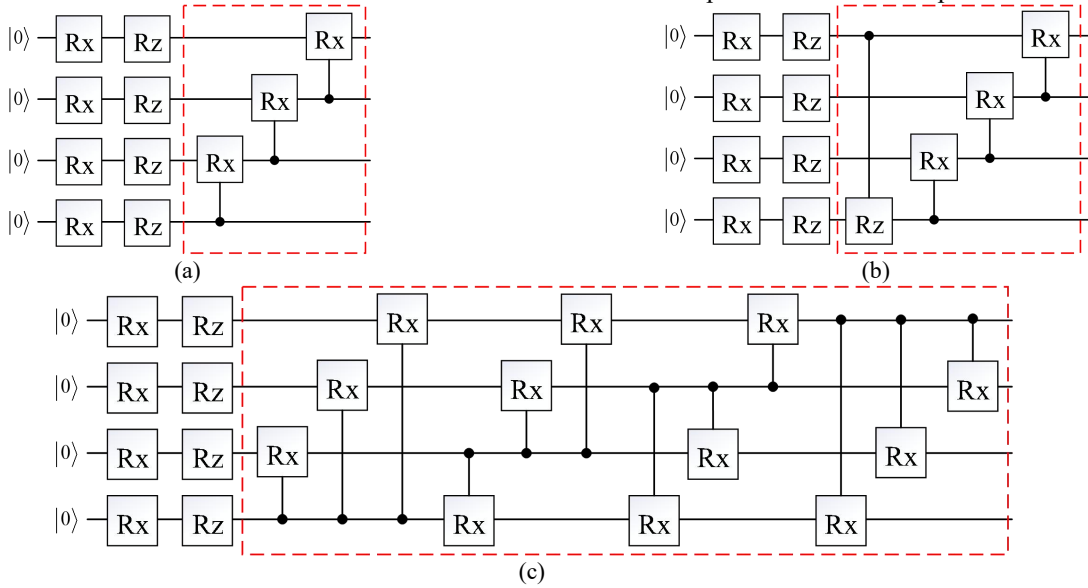 |0⟩ Rx Rz Rx
|0⟩ Rx Rz Rx
|0⟩ Rx Rz Rx
|0⟩ Rx Rz
(a)
|0⟩ Rx Rz Rx
|0⟩ Rx Rz Rx
|0⟩ Rx Rz Rx
|0⟩ Rx Rz Rz
(b)
|0⟩ Rx Rz Rx Rx Rx
|0⟩ Rx Rz Rx Rx Rx
|0⟩ Rx Rz Rx Rx Rx
|0⟩ Rx Rz Rx Rx Rx
(c)